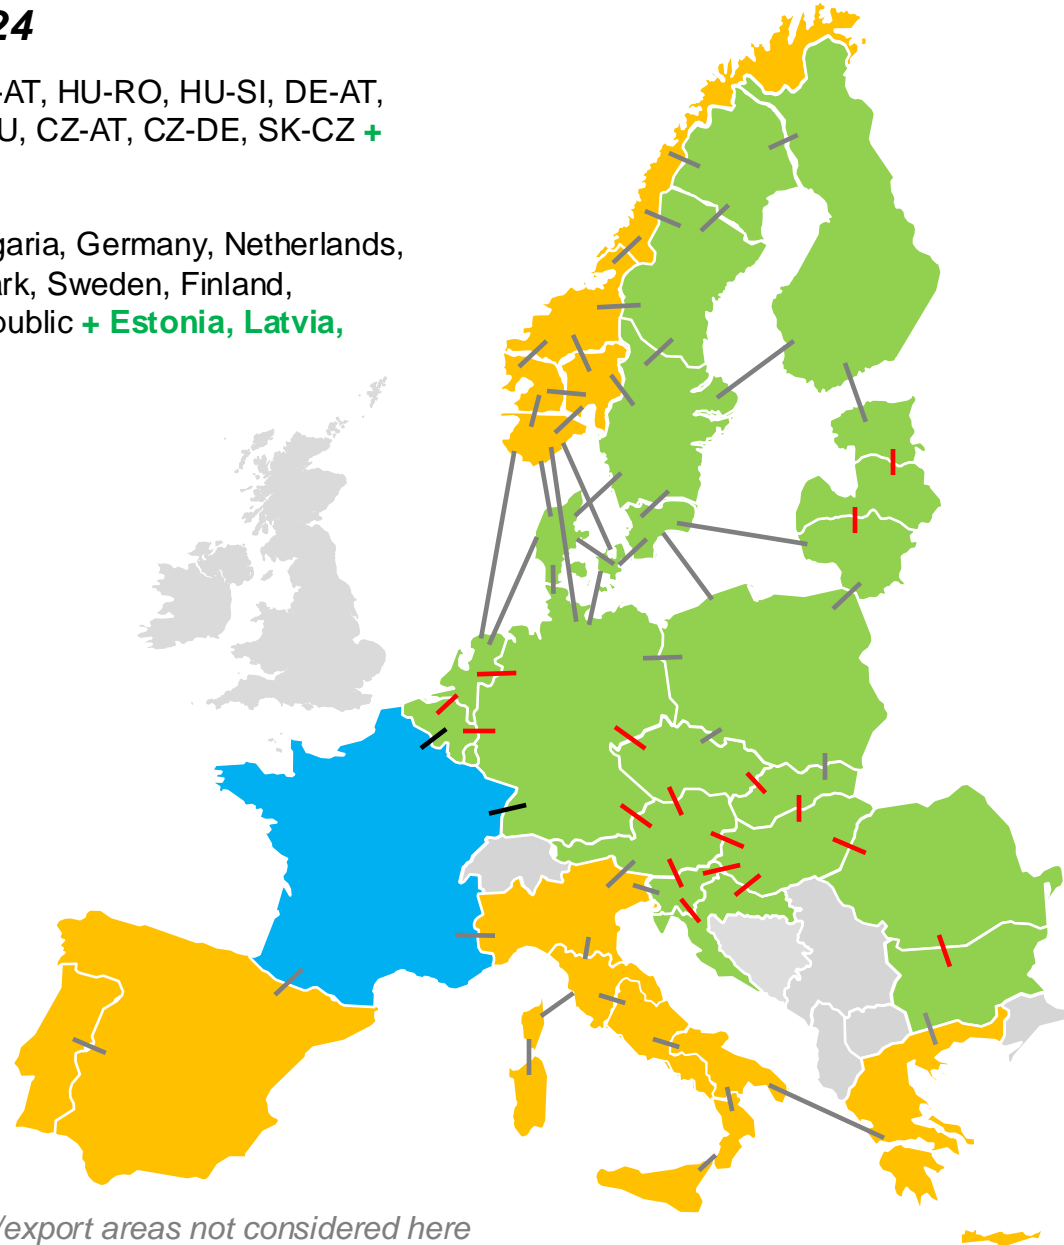 24
-AT, HU-RO, HU-SI, DE-AT,
U, CZ-AT, CZ-DE, SK-CZ +
garia, Germany, Netherlands,
ark, Sweden, Finland,
public + Estonia, Latvia,
/export areas not considered here